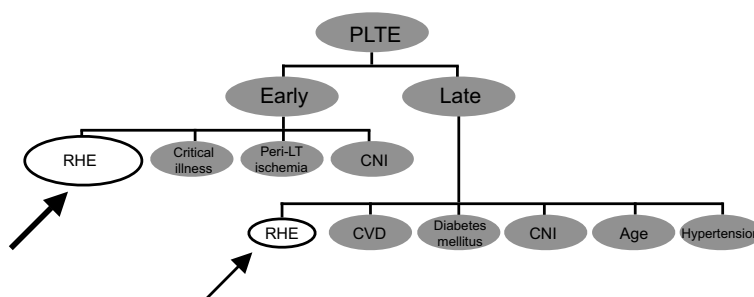 PLTE
Early
Late
RHE
Critical
illness
Peri-LT
ischemia
CNI
RHE
CVD
Diabetes
mellitus
CNI
Age
Hypertension